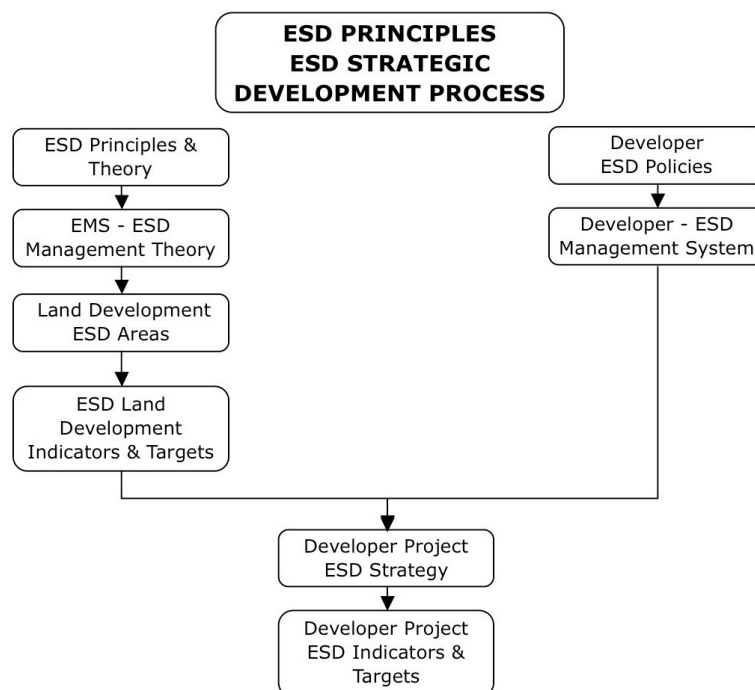 ESD PRINCIPLES
ESD STRATEGIC
DEVELOPMENT PROCESS
ESD Principles &
Theory
EMS - ESD
Management Theory
Land Development
ESD Areas
ESD Land
Development
Indicators & Targets
Developer
ESD Policies
Developer - ESD
Management System
Developer Project
ESD Strategy
Developer Project
ESD Indicators &
Targets